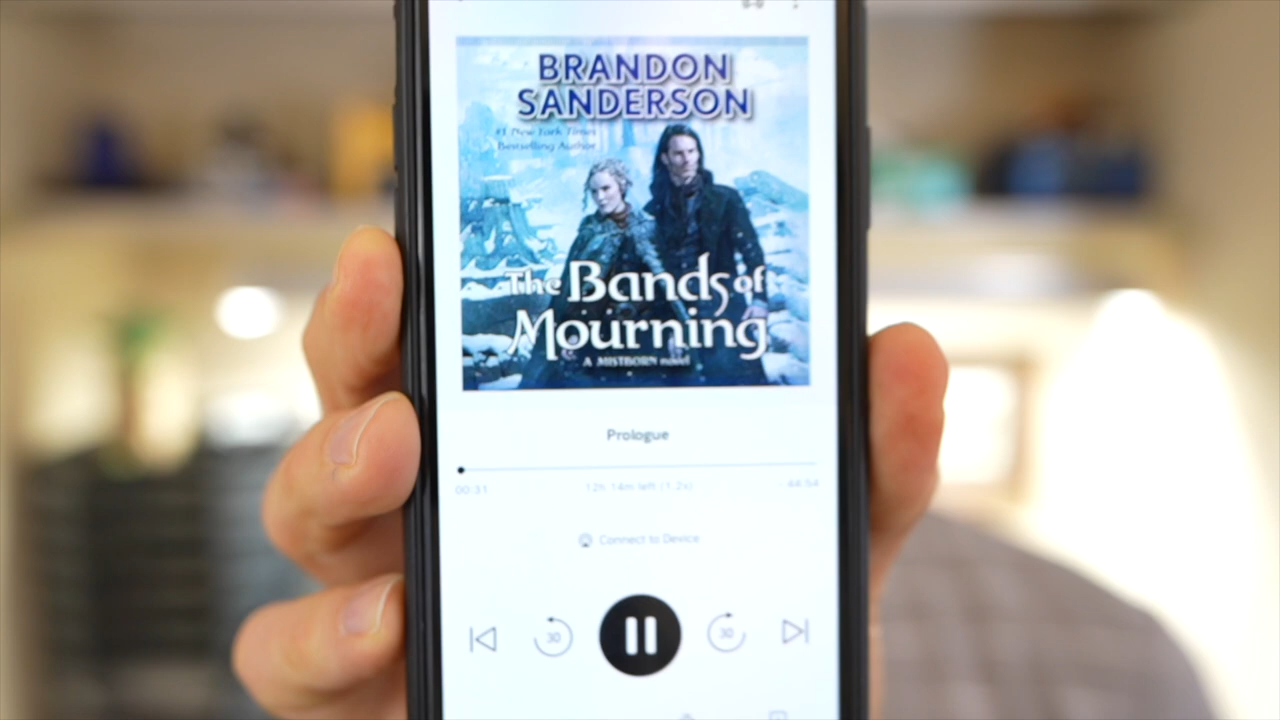 BRANDON
SANDERSON
#1 New York Times
Bestselling Author
The Bands of
Mourning
A MISTBORN novel
Prologue
00:31 12h 14m left (1.2x) - 44:54
Connect to Device
30 30